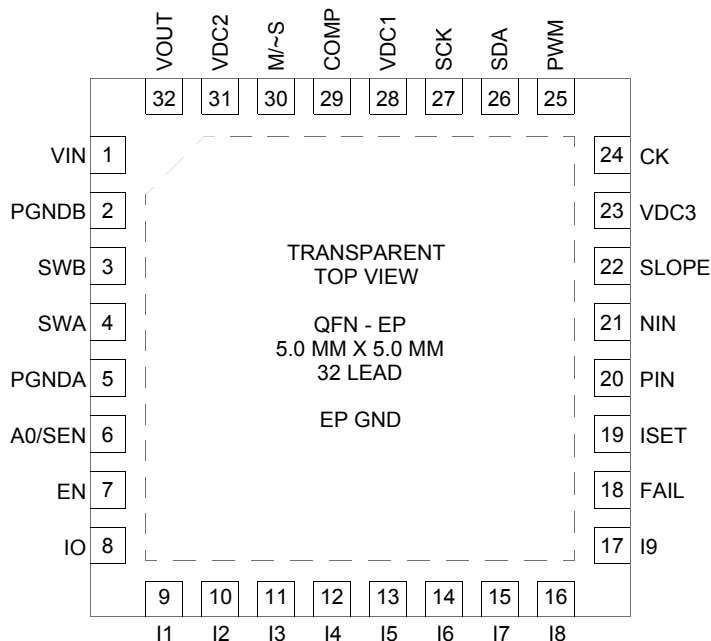 VOUT VDC2 M/~S COMP VDC1 SCK SDA PWM
32 31 30 29 28 27 26 25
VIN 1 24 CK
PGNDB 2 23 VDC3
SWB 3 22 SLOPE
SWA 4 21 NIN
PGNDA 5 20 PIN
A0/SEN 6 19 ISET
EN 7 18 FAIL
IO 8 17 I9
TRANSPARENT
TOP VIEW
QFN - EP
5.0 MM X 5.0 MM
32 LEAD
EP GND
9 10 11 12 13 14 15 16
I1 I2 I3 I4 I5 I6 I7 I8